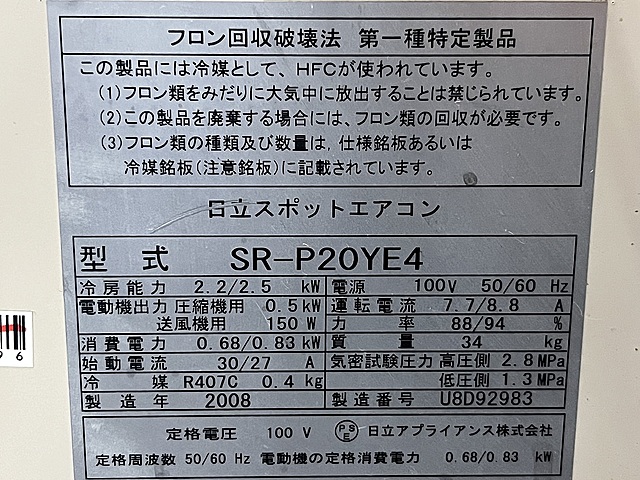 フロン回収破壊法 第一種特定製品
この製品には冷媒として、HFCが使われています。
(1)フロン類をみだりに大気中に放出することは禁じられています。
(2)この製品を廃棄する場合には、フロン類の回収が必要です。
(3)フロン類の種類及び数量は、仕様銘板あるいは
冷媒銘板(注意銘板)に記載されています。
日立スポットエアコン
型式 SR-P20YE4
冷房能力 2.2/2.5 kW 電源 100V 50/60 Hz
電動機出力 圧縮機用 0.5kW 運転電流 7.7/8.8 A
送風機用 150 W 力率 88/94 %
消費電力 0.68/0.83 kW 質量 34 kg
始動電流 30/27 A 気密試験圧力 高圧側 2.8 MPa
冷媒 R407C 0.4 kg 低圧側 1.3 MPa
製造年 2008 製造番号 U8D92983
定格電圧 100 V PSE 日立アプライアンス株式会社
定格周波数 50/60 Hz 電動機の定格消費電力 0.68/0.83 kW
96